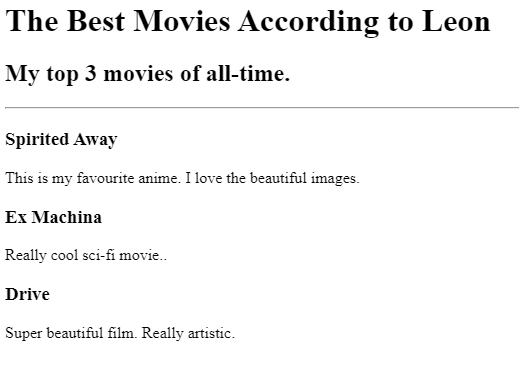 The Best Movies According to Leon
My top 3 movies of all-time.
Spirited Away
This is my favourite anime. I love the beautiful images.
Ex Machina
Really cool sci-fi movie..
Drive
Super beautiful film. Really artistic.